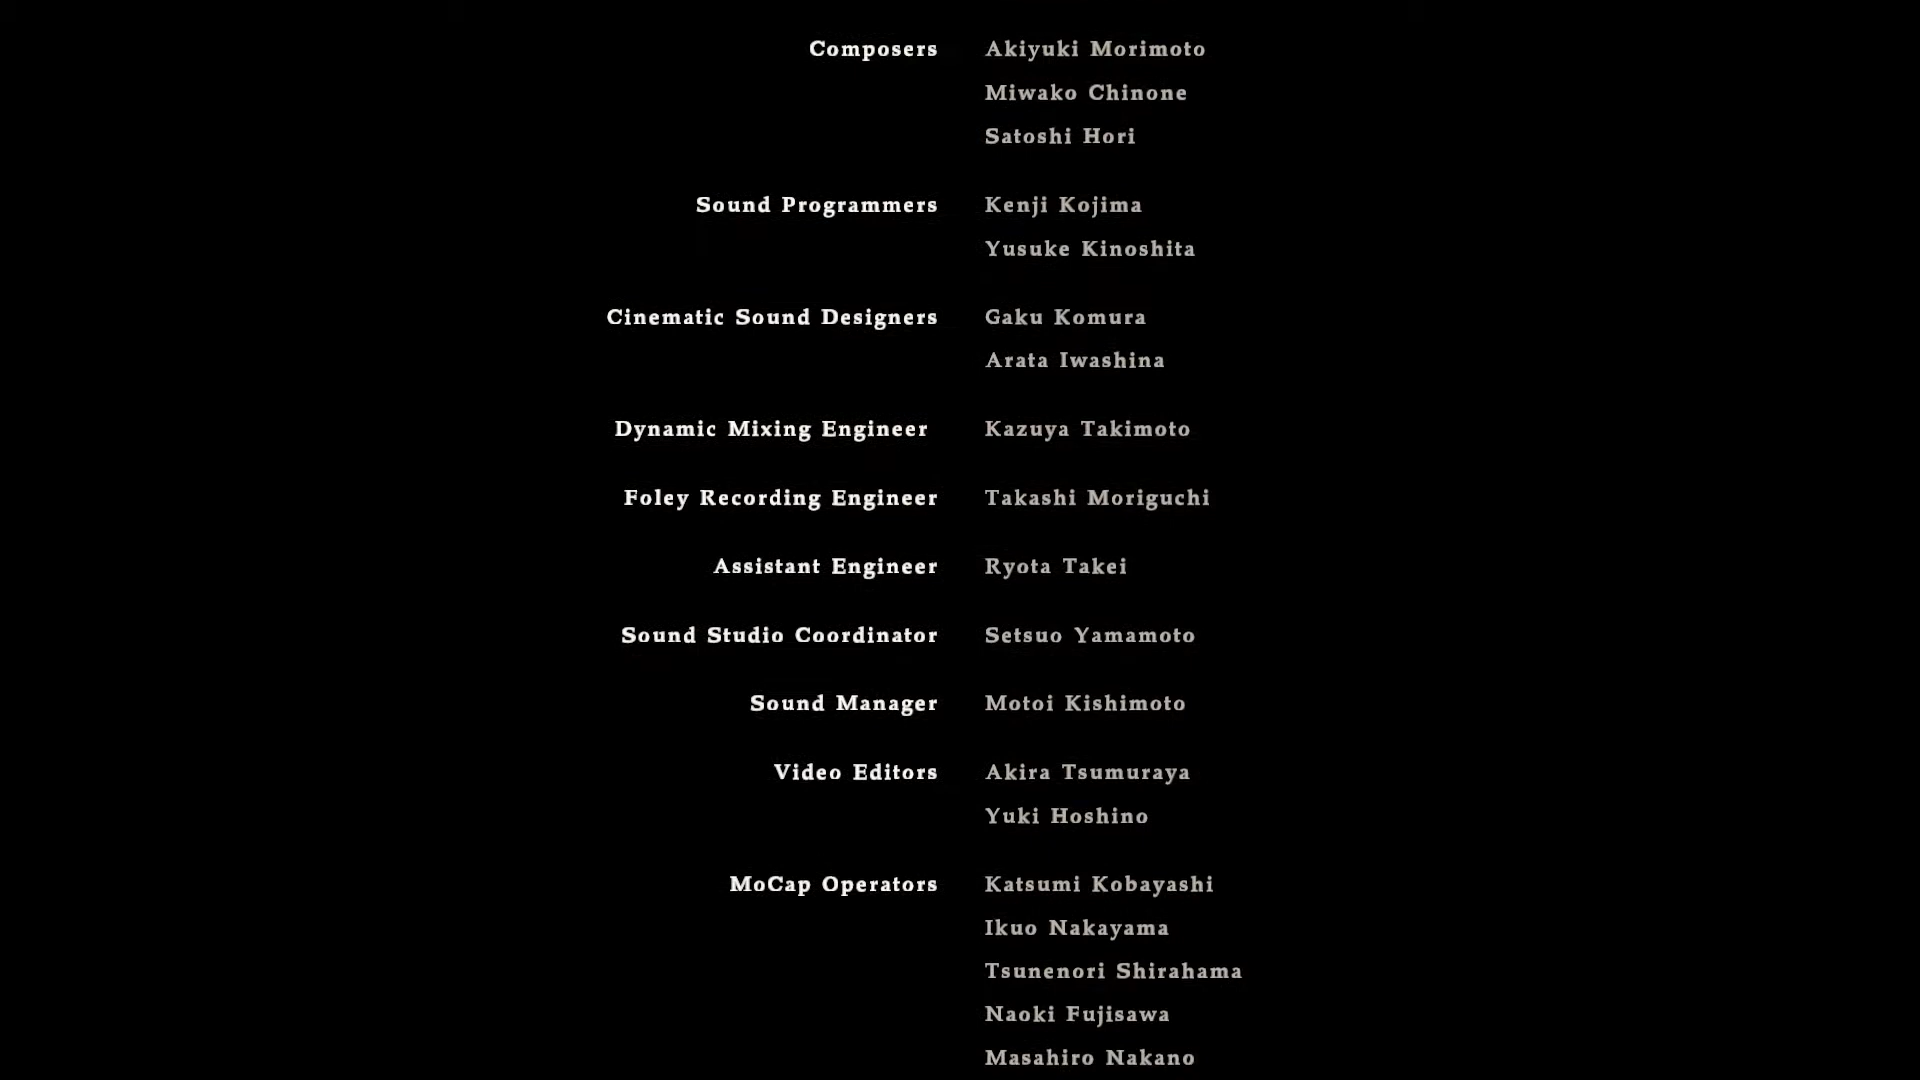 Composers Akiyuki Morimoto
Miwako Chinone
Satoshi Hori
Sound Programmers Kenji Kojima
Yusuke Kinoshita
Cinematic Sound Designers Gaku Komura
Arata Iwashina
Dynamic Mixing Engineer Kazuya Takimoto
Foley Recording Engineer Takashi Moriguchi
Assistant Engineer Ryota Takei
Sound Studio Coordinator Setsuo Yamamoto
Sound Manager Motoi Kishimoto
Video Editors Akira Tsumuraya
Yuki Hoshino
MoCap Operators Katsumi Kobayashi
Ikuo Nakayama
Tsunenori Shirahama
Naoki Fujisawa
Masahiro Nakano